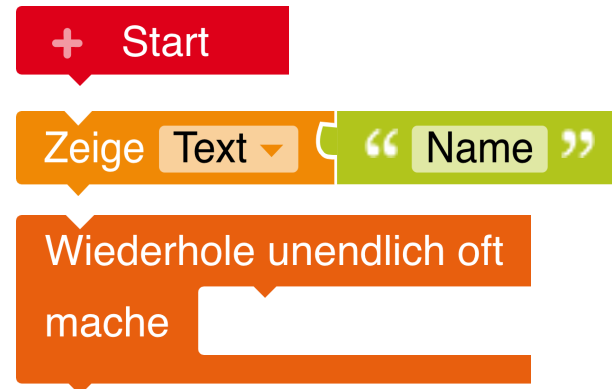 + Start
Zeige Text “ Name ”
Wiederhole unendlich oft
mache